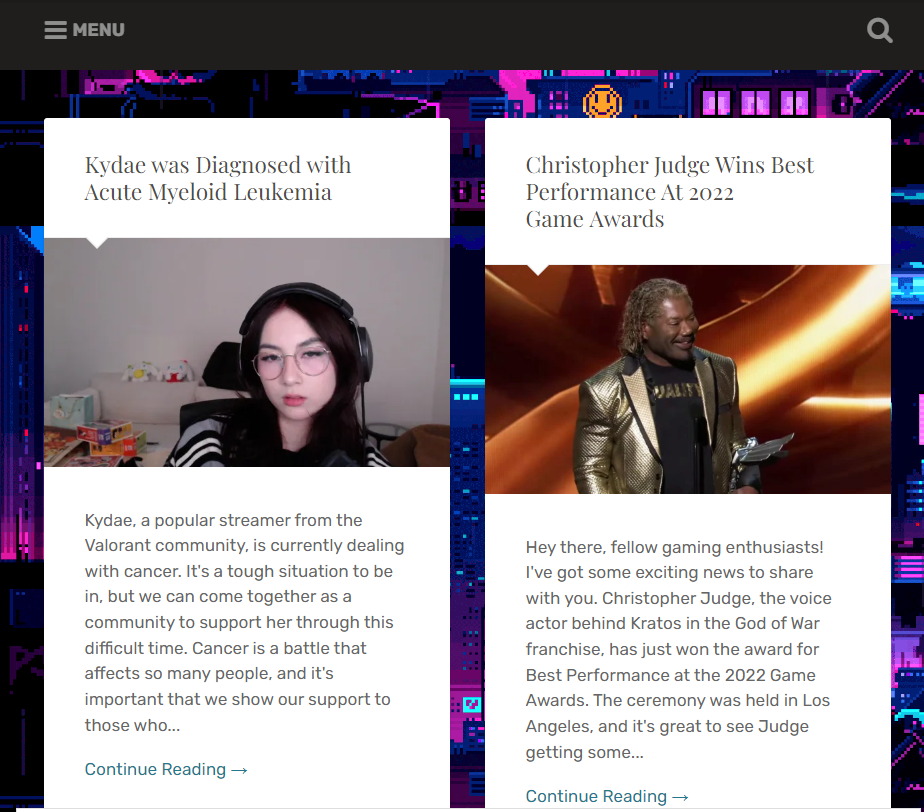 MENU
Kydae was Diagnosed with
Acute Myeloid Leukemia
Kydae, a popular streamer from the
Valorant community, is currently dealing
with cancer. It's a tough situation to be
in, but we can come together as a
community to support her through this
difficult time. Cancer is a battle that
affects so many people, and it's
important that we show our support to
those who...
Continue Reading →
Christopher Judge Wins Best
Performance At 2022
Game Awards
UALITY
Hey there, fellow gaming enthusiasts!
I've got some exciting news to share
with you. Christopher Judge, the voice
actor behind Kratos in the God of War
franchise, has just won the award for
Best Performance at the 2022 Game
Awards. The ceremony was held in Los
Angeles, and it's great to see Judge
getting some...
Continue Reading →